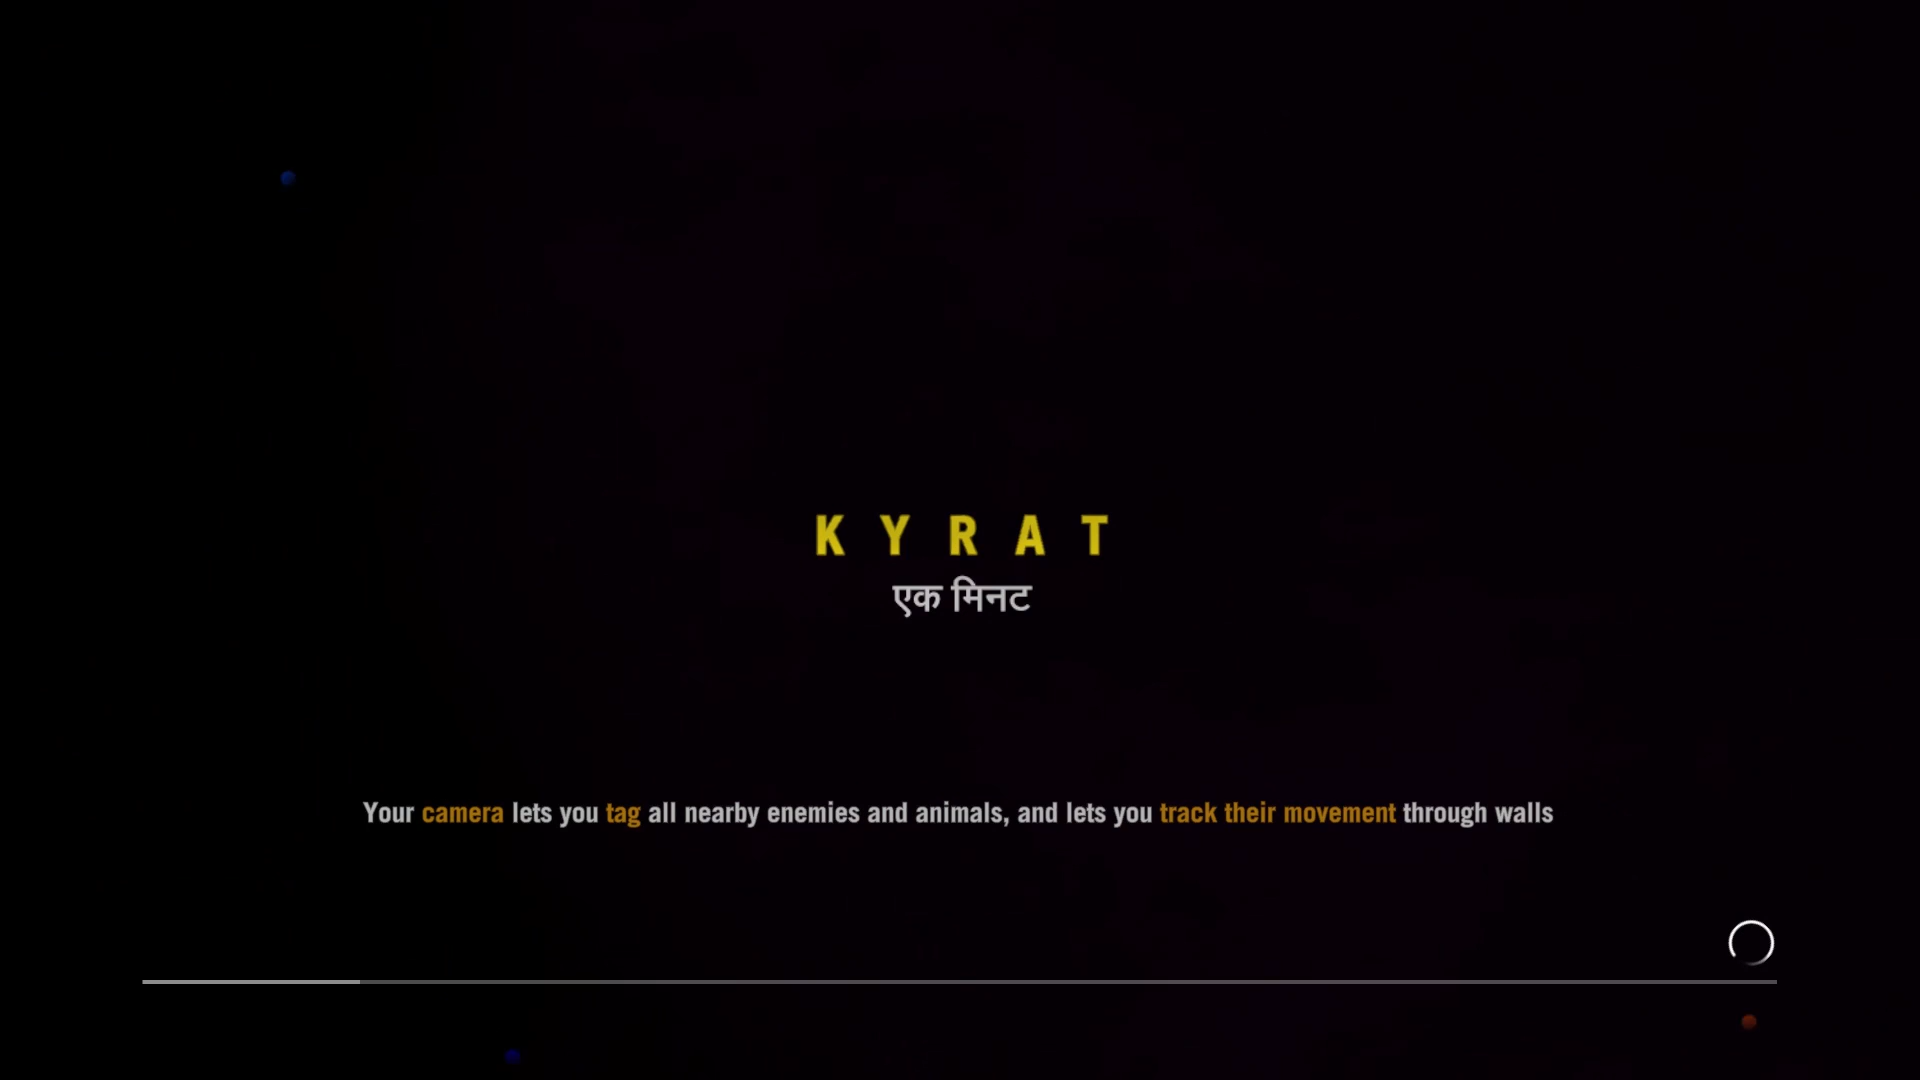 KYRAT
एक मिनट
Your camera lets you tag all nearby enemies and animals, and lets you track their movement through walls